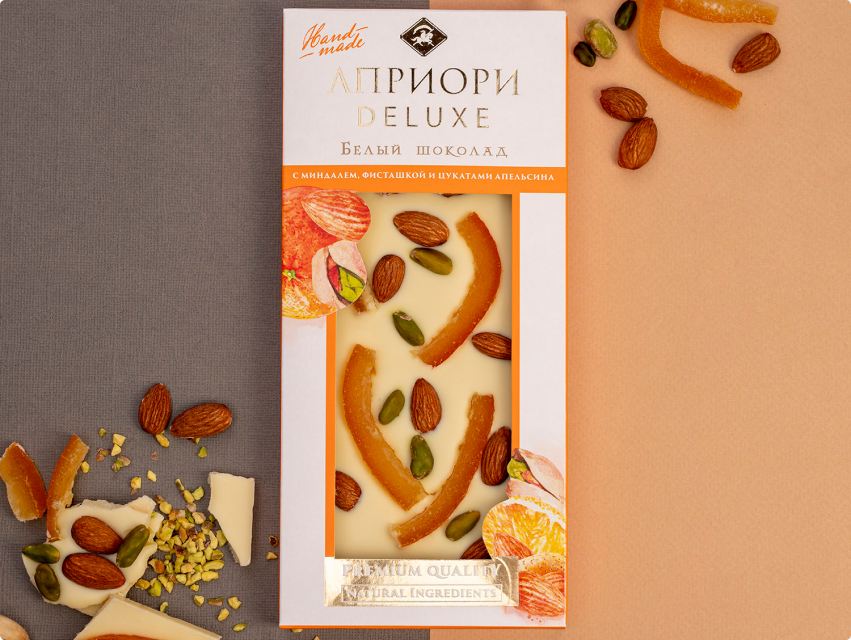 Hand-
made
АПРИОРИ
DELUXE
Белый шоколад
С МИНДАЛЕМ, ФИСТАШКОЙ И ЦУКАТАМИ АПЕЛЬСИНА
PREMIUM QUALITY
NATURAL INGREDIENTS